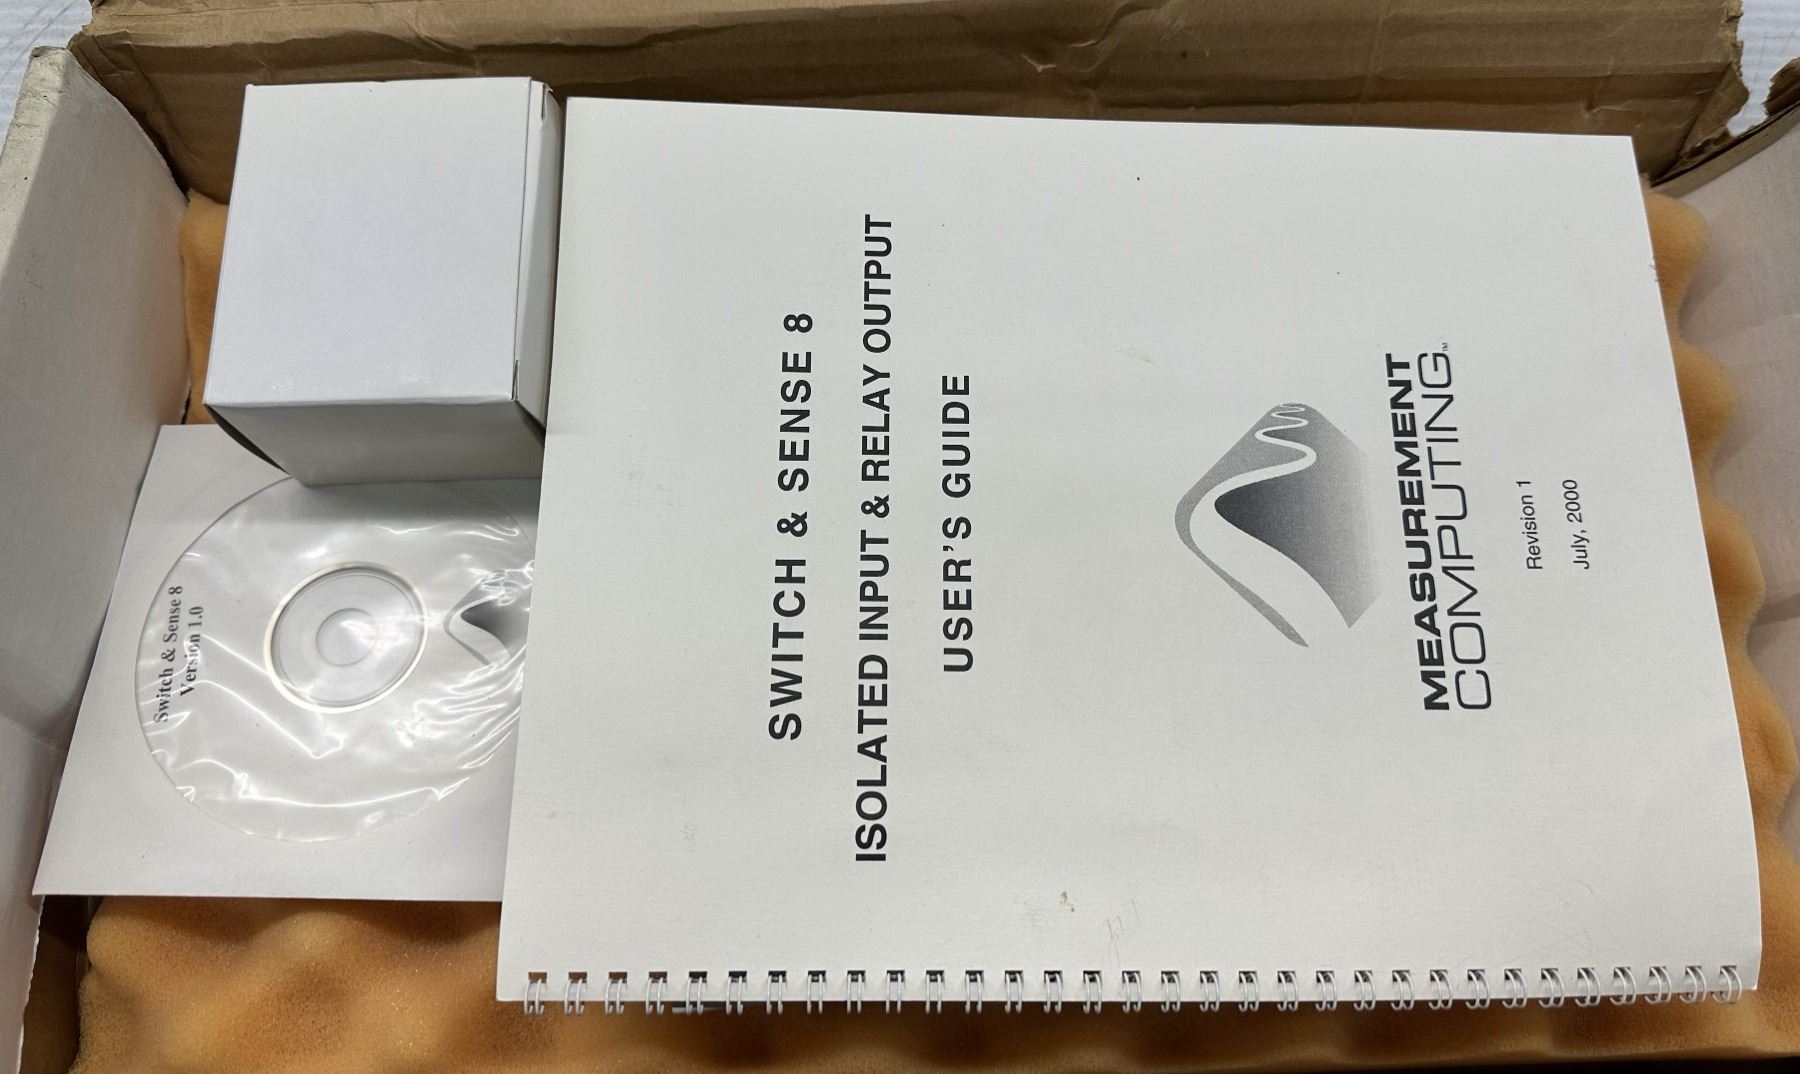 SWITCH & SENSE 8
ISOLATED INPUT & RELAY OUTPUT
USER'S GUIDE
MEASUREMENT
COMPUTING™
Revision 1
July, 2000
Switch & Sense 8
Version 1.0